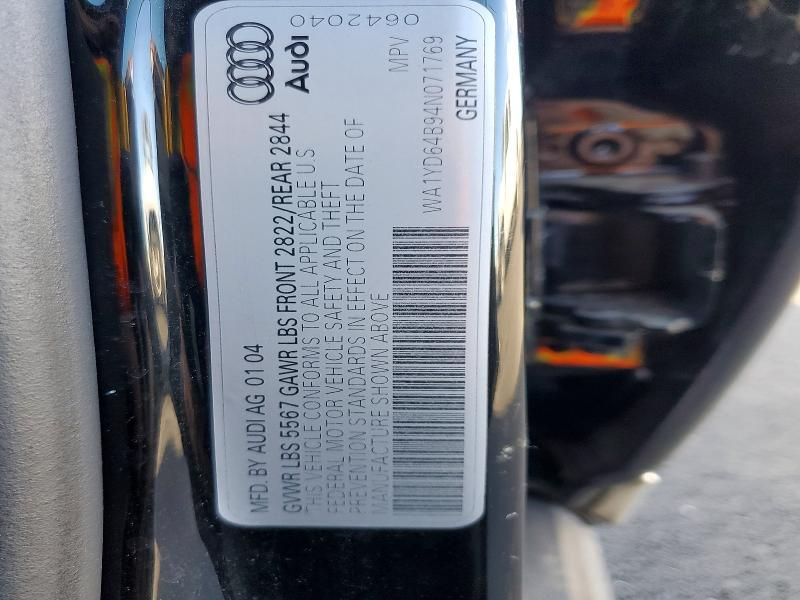 MFD. BY AUDI AG 01 04
GVWR LBS 5567 GAWR LBS FRONT 2822/REAR 2844
THIS VEHICLE CONFORMS TO ALL APPLICABLE U.S
FEDERAL MOTOR VEHICLE SAFETY AND THEFT
PREVENTION STANDARDS IN EFFECT ON THE DATE OF
MANUFACTURE SHOWN ABOVE
Audi
0642040
MPV
WA1YD64B94N071769
GERMANY